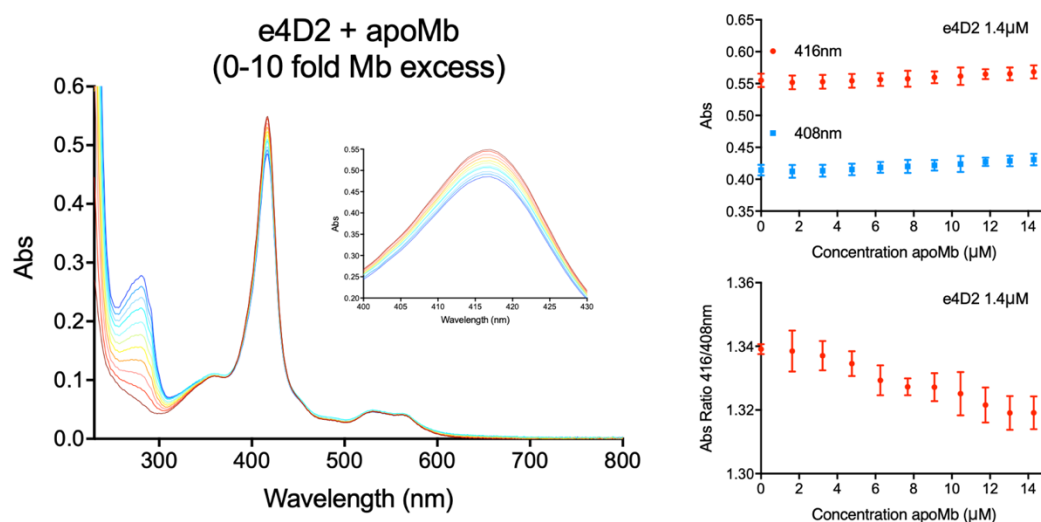 e4D2 + apoMb
(0-10 fold Mb excess)
0.6
0.5
0.4
0.3
0.2
0.1
0.0
Abs
300 400 500 600 700 800
Wavelength (nm)
0.55
0.50
0.45
0.40
0.35
0.30
0.25
0.20
Abs
400 405 410 415 420 425 430
Wavelength (nm)
e4D2 1.4µM
0.65
0.60
0.55
0.50
0.45
0.40
0.35
Abs
416nm
408nm
0 2 4 6 8 10 12 14
Concentration apoMb (µM)
e4D2 1.4µM
1.36
1.34
1.32
1.30
Abs Ratio 416/408nm
0 2 4 6 8 10 12 14
Concentration apoMb (µM)